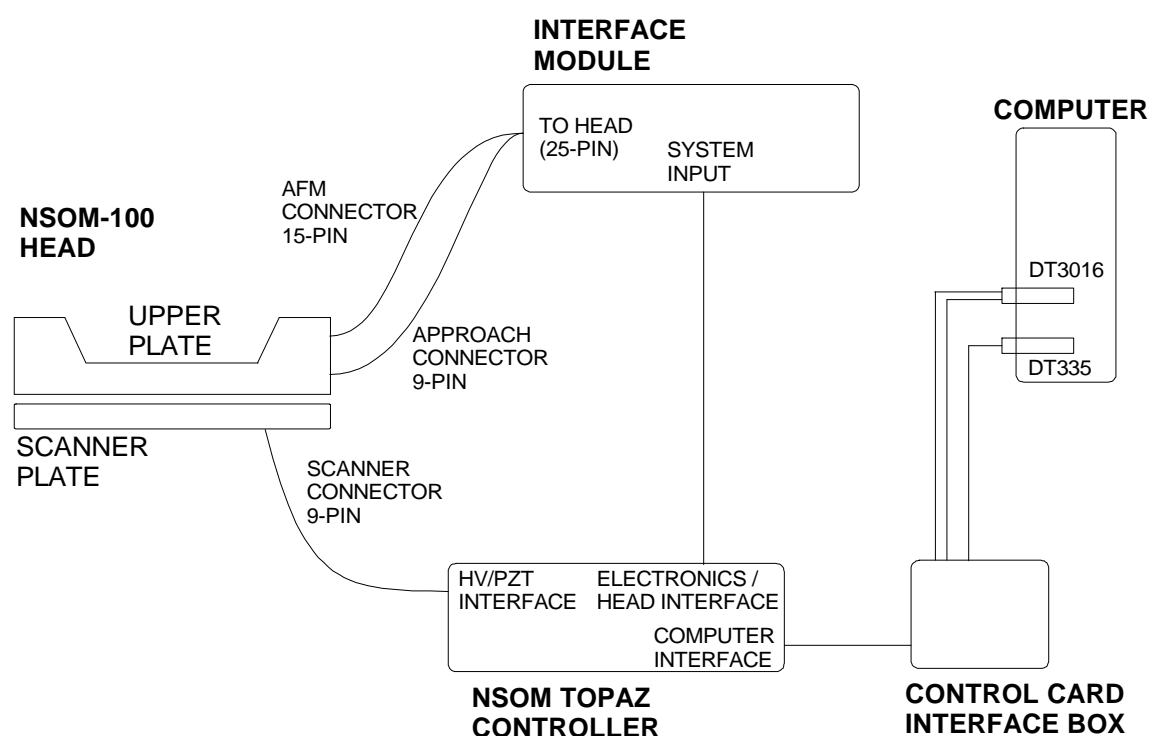 INTERFACE
MODULE
TO HEAD
(25-PIN)
SYSTEM
INPUT
COMPUTER
DT3016
DT335
AFM
CONNECTOR
15-PIN
NSOM-100
HEAD
UPPER
PLATE
APPROACH
CONNECTOR
9-PIN
SCANNER
PLATE
SCANNER
CONNECTOR
9-PIN
HV/PZT
INTERFACE
ELECTRONICS /
HEAD INTERFACE
COMPUTER
INTERFACE
NSOM TOPAZ
CONTROLLER
CONTROL CARD
INTERFACE BOX